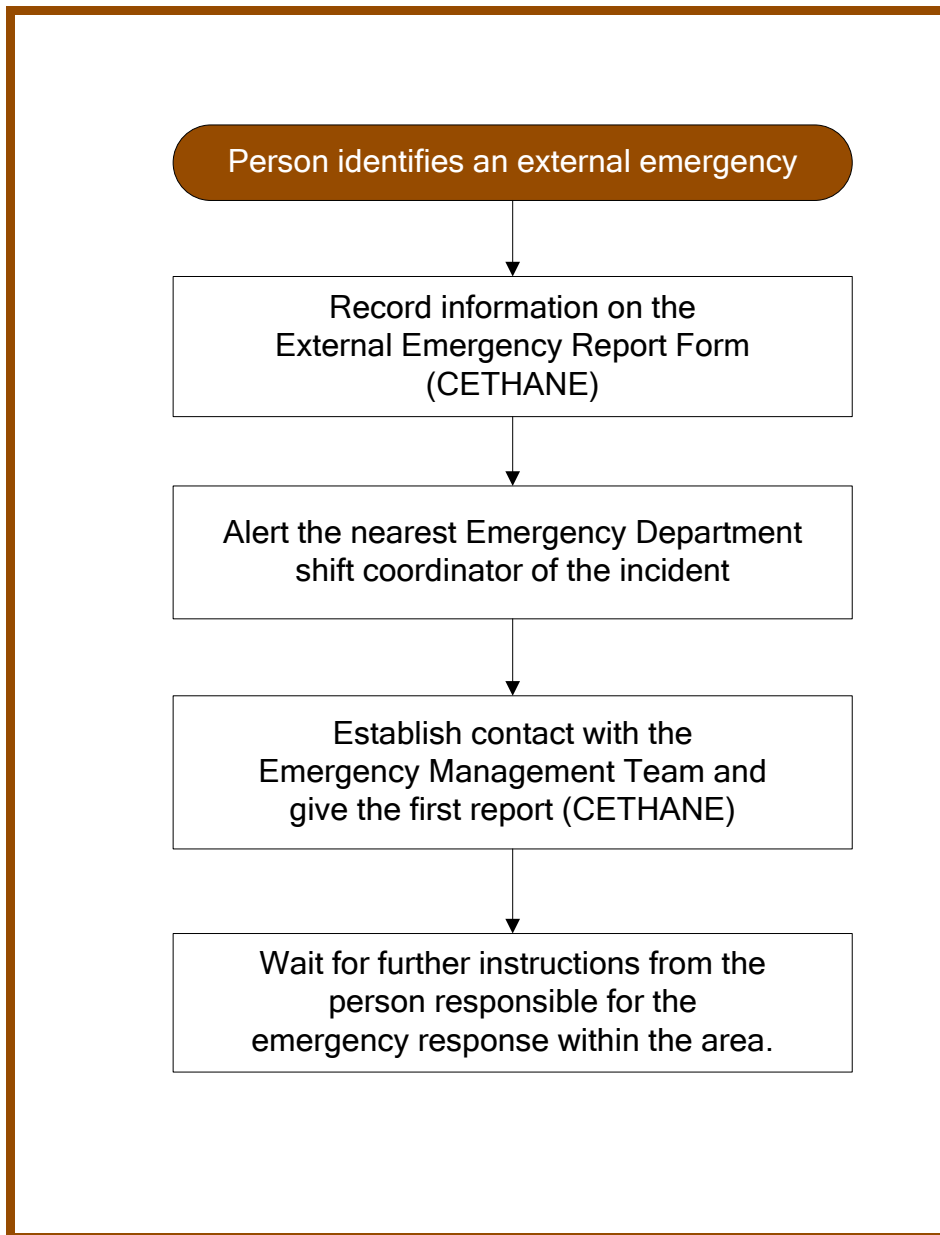 Person identifies an external emergency
Record information on the
External Emergency Report Form
(CETHANE)
Alert the nearest Emergency Department
shift coordinator of the incident
Establish contact with the
Emergency Management Team and
give the first report (CETHANE)
Wait for further instructions from the
person responsible for the
emergency response within the area.